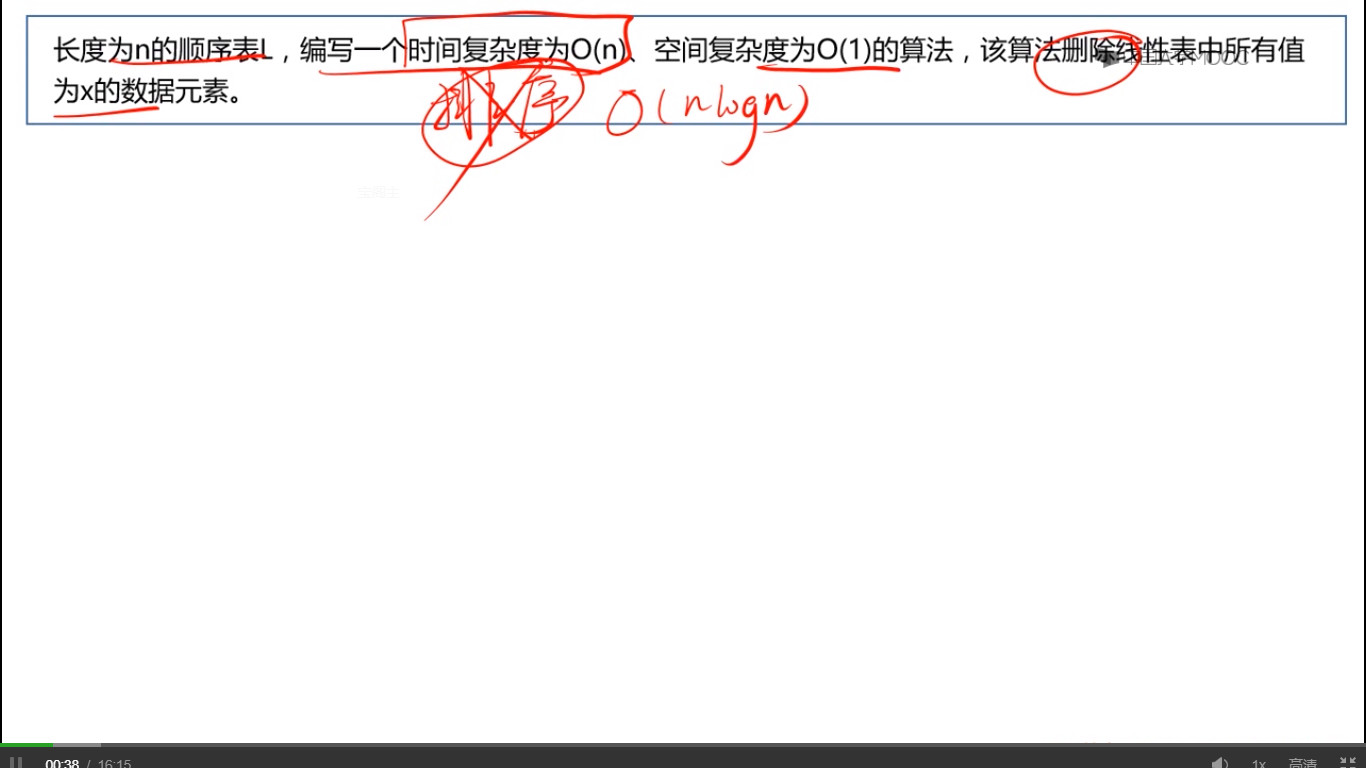 长度为n的顺序表L，编写一个时间复杂度为O(n)、空间复杂度为O(1)的算法，该算法删除线性表中所有值
为x的数据元素。
排序 O(nlogn)
00:38 / 16:15
1x 高清